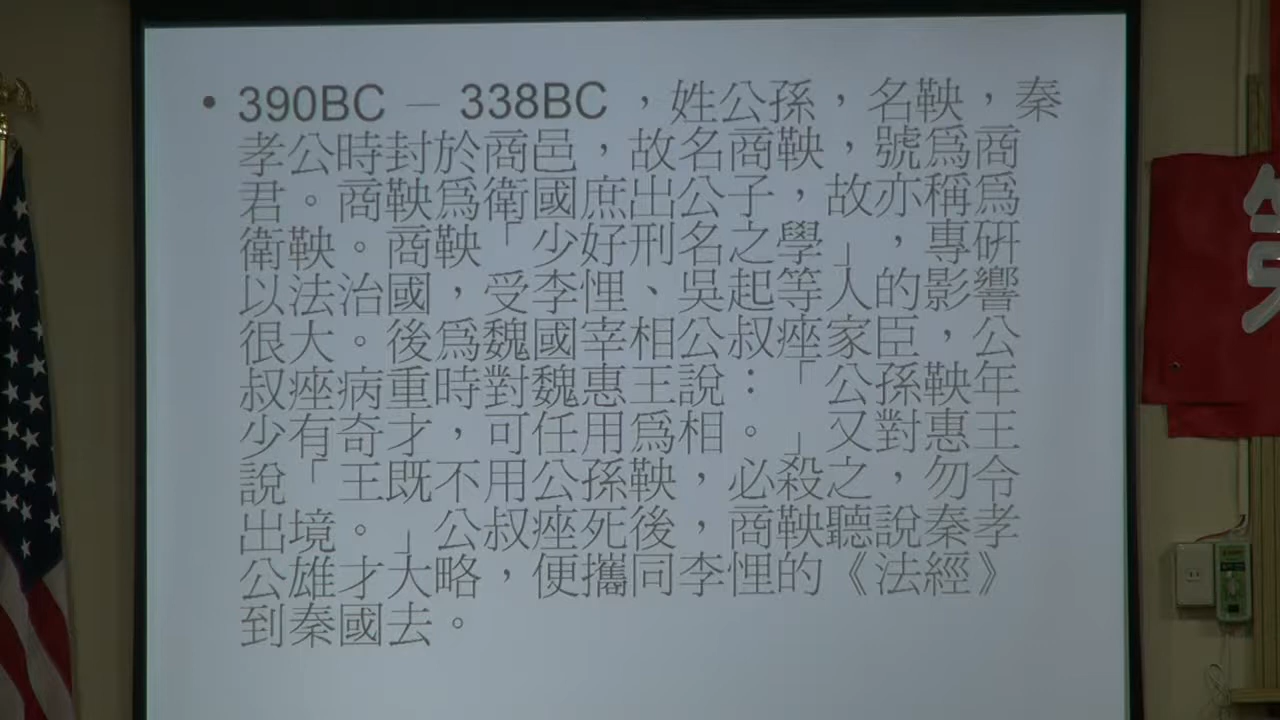 • 390BC – 338BC，姓公孫，名鞅，秦
孝公時封於商邑，故名商鞅，號為商
君。商鞅為衛國庶出公子，故亦稱為
衛鞅。商鞅「少好刑名之學」，專研
以法治國，受李悝、吳起等人的影響
很大。後為魏國宰相公叔痤家臣，公
叔痤病重時對魏惠王說：「公孫鞅年
少有奇才，可任用為相。」又對惠王
說「王既不用公孫鞅，必殺之，勿令
出境。」公叔痤死後，商鞅聽說秦孝
公雄才大略，便攜同李悝的《法經》
到秦國去。